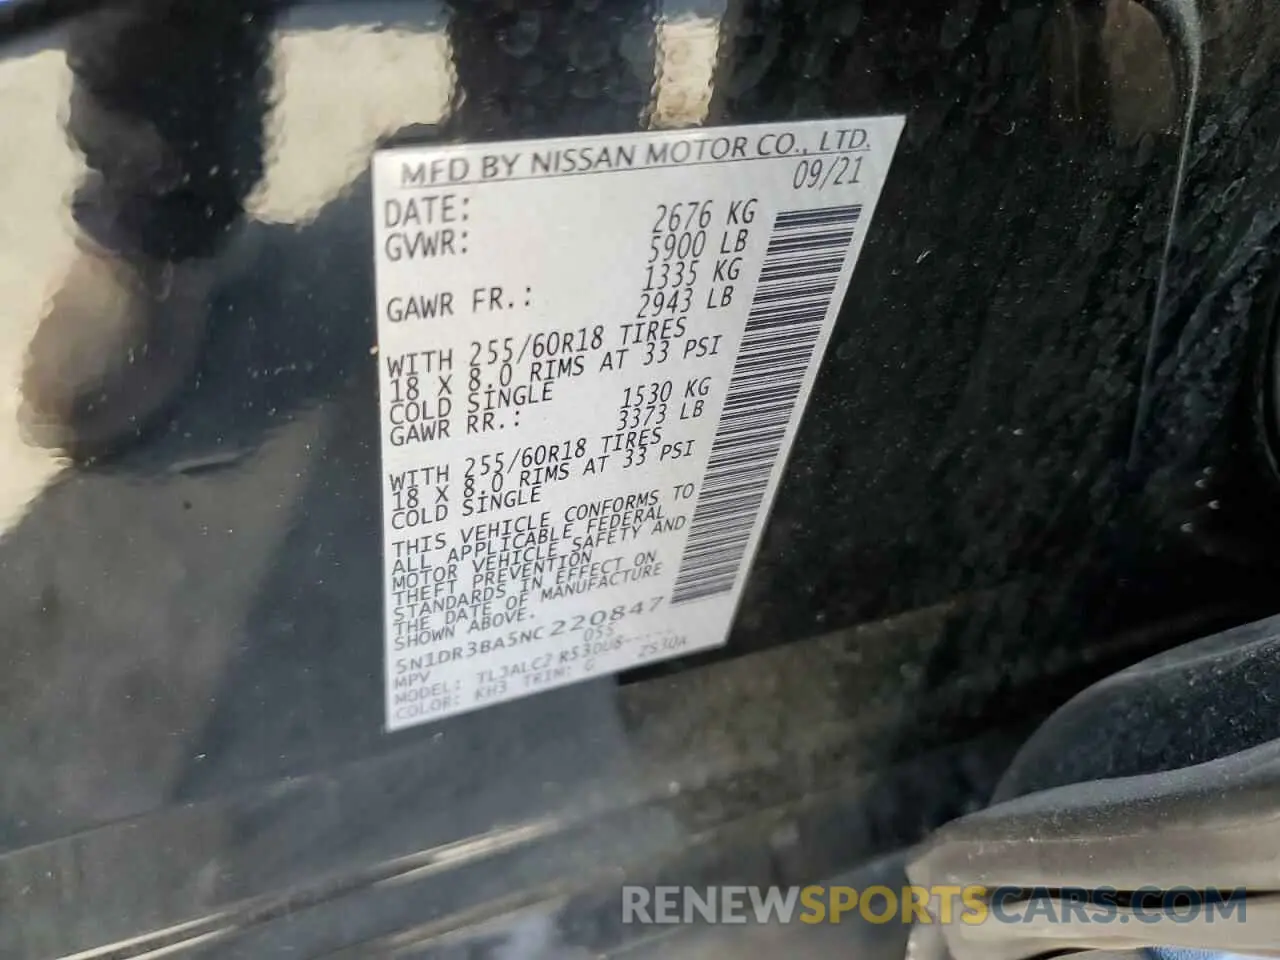 MFD BY NISSAN MOTOR CO., LTD.
DATE: 09/21
GVWR: 2676 KG
5900 LB
GAWR FR.: 1335 KG
2943 LB
WITH 255/60R18 TIRES
18 X 8.0 RIMS AT 33 PSI
COLD SINGLE
GAWR RR.: 1530 KG
3373 LB
WITH 255/60R18 TIRES
18 X 8.0 RIMS AT 33 PSI
COLD SINGLE
THIS VEHICLE CONFORMS TO
ALL APPLICABLE FEDERAL
MOTOR VEHICLE SAFETY AND
THEFT PREVENTION
STANDARDS IN EFFECT ON
THE DATE OF MANUFACTURE
SHOWN ABOVE.
5N1DR3BA5NC220847
MPV 055
MODEL: TL3ALC2
COLOR: KH3 TRIM: G
RENEWSPORTSCARS.COM